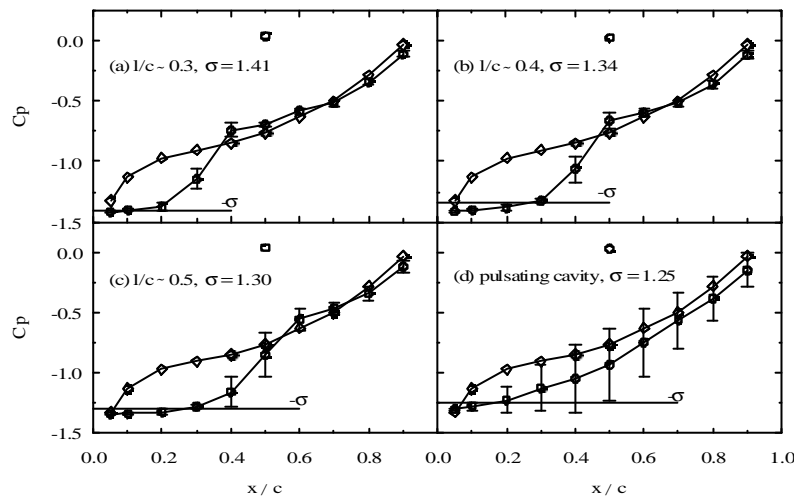 0.0
-0.5
-1.0
-1.5
Cp
(a) l/c~0.3, σ=1.41
-σ
(b) l/c~0.4, σ=1.34
-σ
0.0
-0.5
-1.0
-1.5
Cp
(c) l/c~0.5, σ=1.30
-σ
(d) pulsating cavity, σ=1.25
-σ
0.0 0.2 0.4 0.6 0.8 0.0 0.2 0.4 0.6 0.8 1.0
x/c x/c